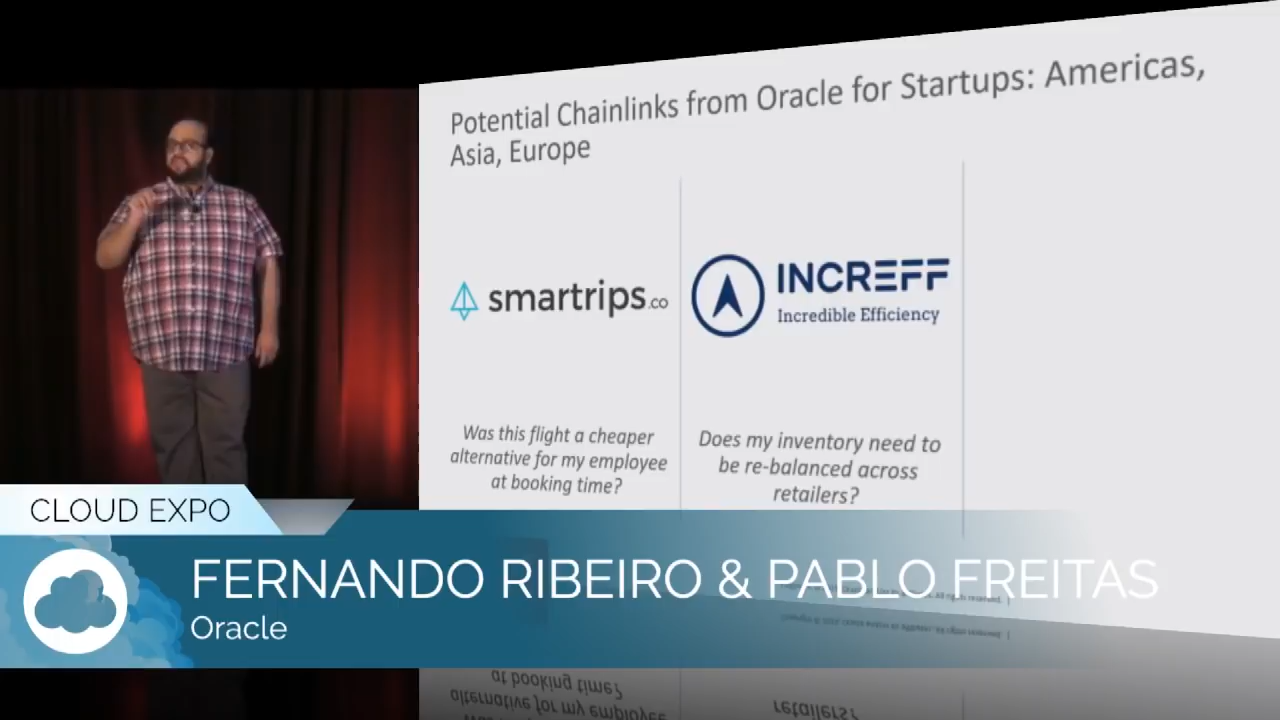 Potential Chainlinks from Oracle for Startups: Americas,
Asia, Europe
smartrips.co
INCREFF
Incredible Efficiency
Was this flight a cheaper
alternative for my employee
at booking time?
Does my inventory need to
be re-balanced across
retailers?
CLOUD EXPO
FERNANDO RIBEIRO & PABLO FREITAS
Oracle